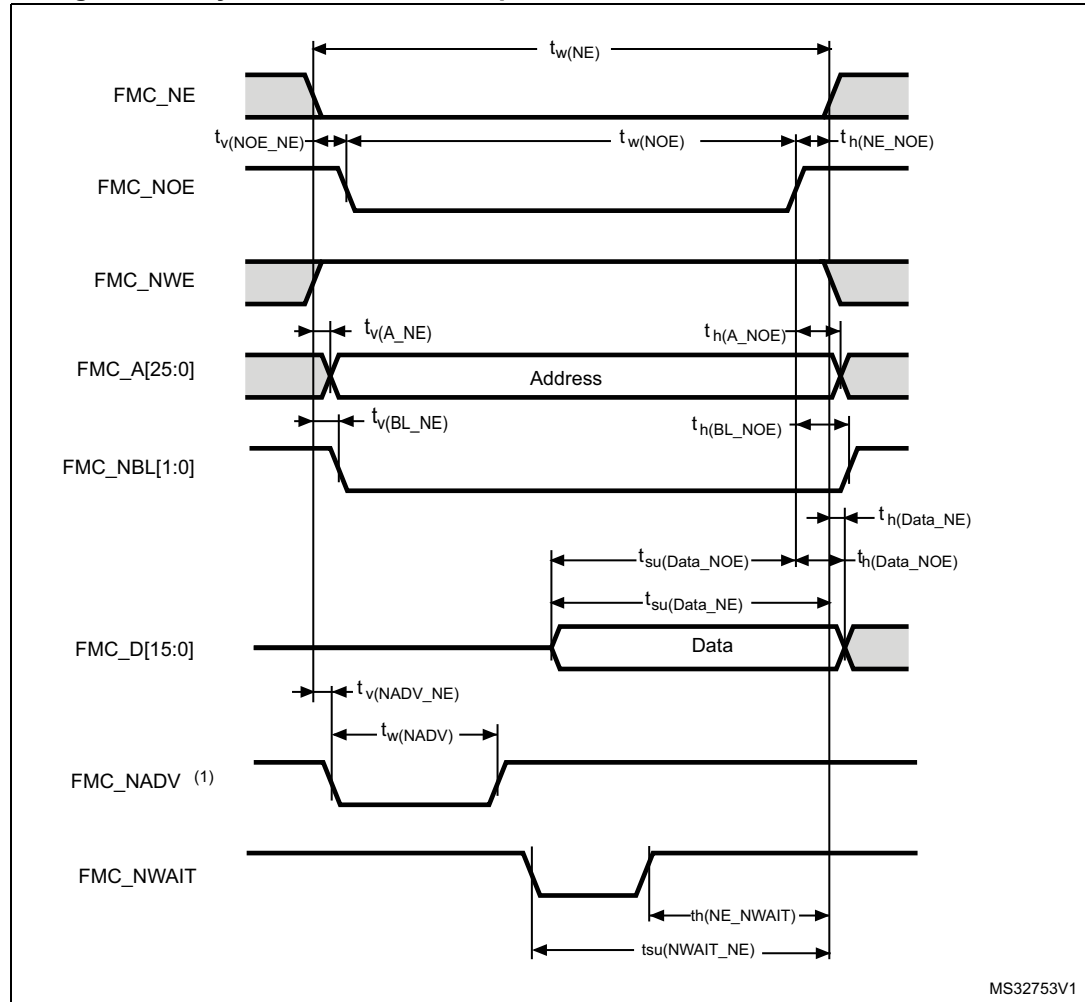 tw(NE)
FMC_NE
tv(NOE_NE)
tw(NOE)
th(NE_NOE)
FMC_NOE
FMC_NWE
tv(A_NE)
th(A_NOE)
FMC_A[25:0]
Address
tv(BL_NE)
th(BL_NOE)
FMC_NBL[1:0]
th(Data_NE)
tsu(Data_NOE)
th(Data_NOE)
tsu(Data_NE)
FMC_D[15:0]
Data
tv(NADV_NE)
tw(NADV)
FMC_NADV (1)
FMC_NWAIT
th(NE_NWAIT)
tsu(NWAIT_NE)
MS32753V1